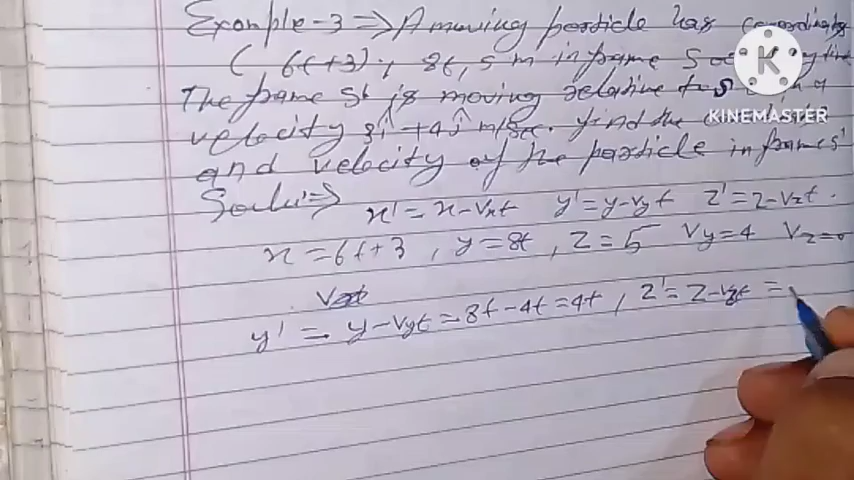 Example-3 ⇒ A moving particle has co-ordinates
(6t+3), 8t, 5 m in frame S
The frame S' is moving relative to S
velocity 3î+4ĵ m/sec. find the
and velocity of the particle in frame S'
Solu ⇒ x' = x-Vxt y' = y-Vyt z' = z-Vzt.
x = 6t+3, y = 8t, z = 5 Vy = 4 Vz = 0
y' = y-Vyt = 8t-4t = 4t, z' = z-Vzt =
K
KINEMASTER